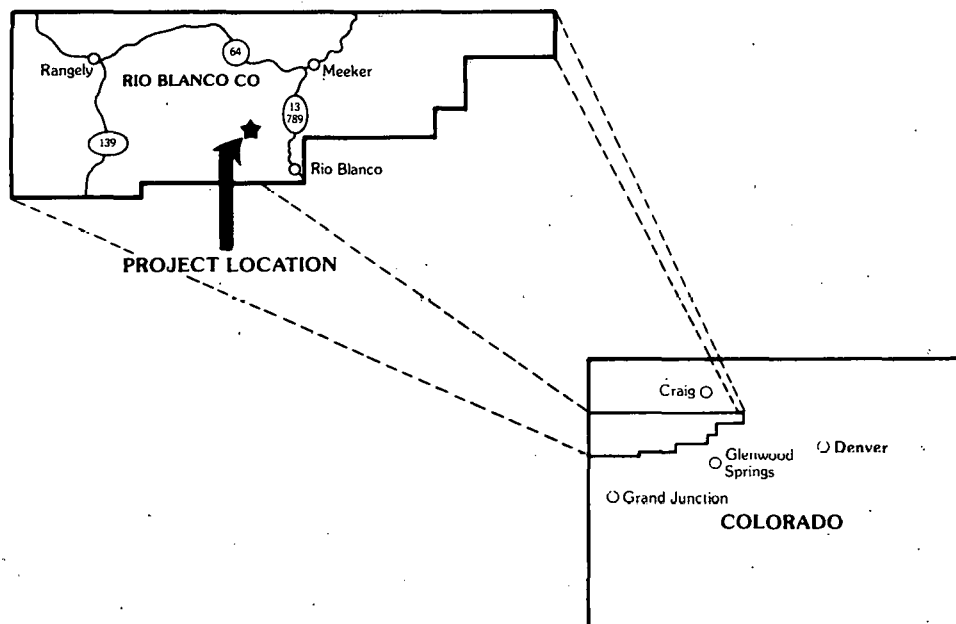 64
Rangely
RIO BLANCO CO
Meeker
13
789
139
Rio Blanco
PROJECT LOCATION
Craig
Denver
Glenwood
Springs
Grand Junction
COLORADO